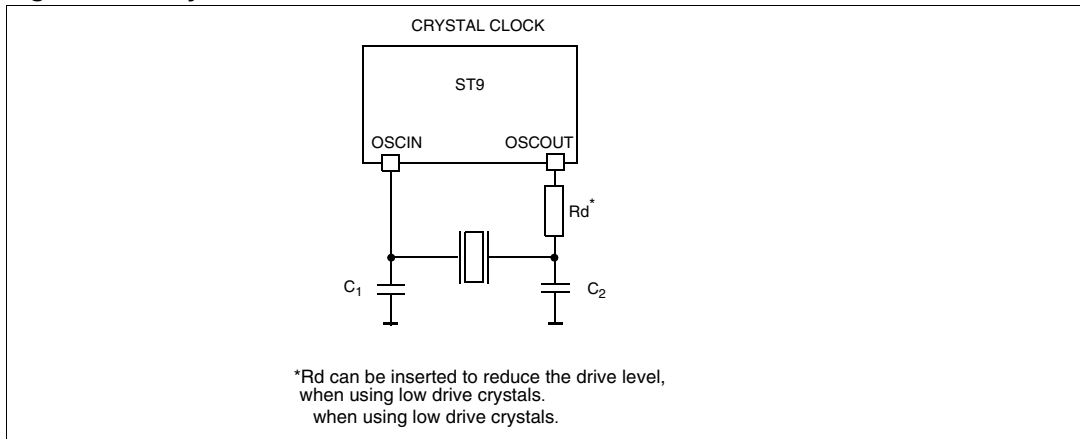 CRYSTAL CLOCK
ST9
OSCIN OSCOUT
Rd*
C1 C2
*Rd can be inserted to reduce the drive level,
when using low drive crystals.
when using low drive crystals.